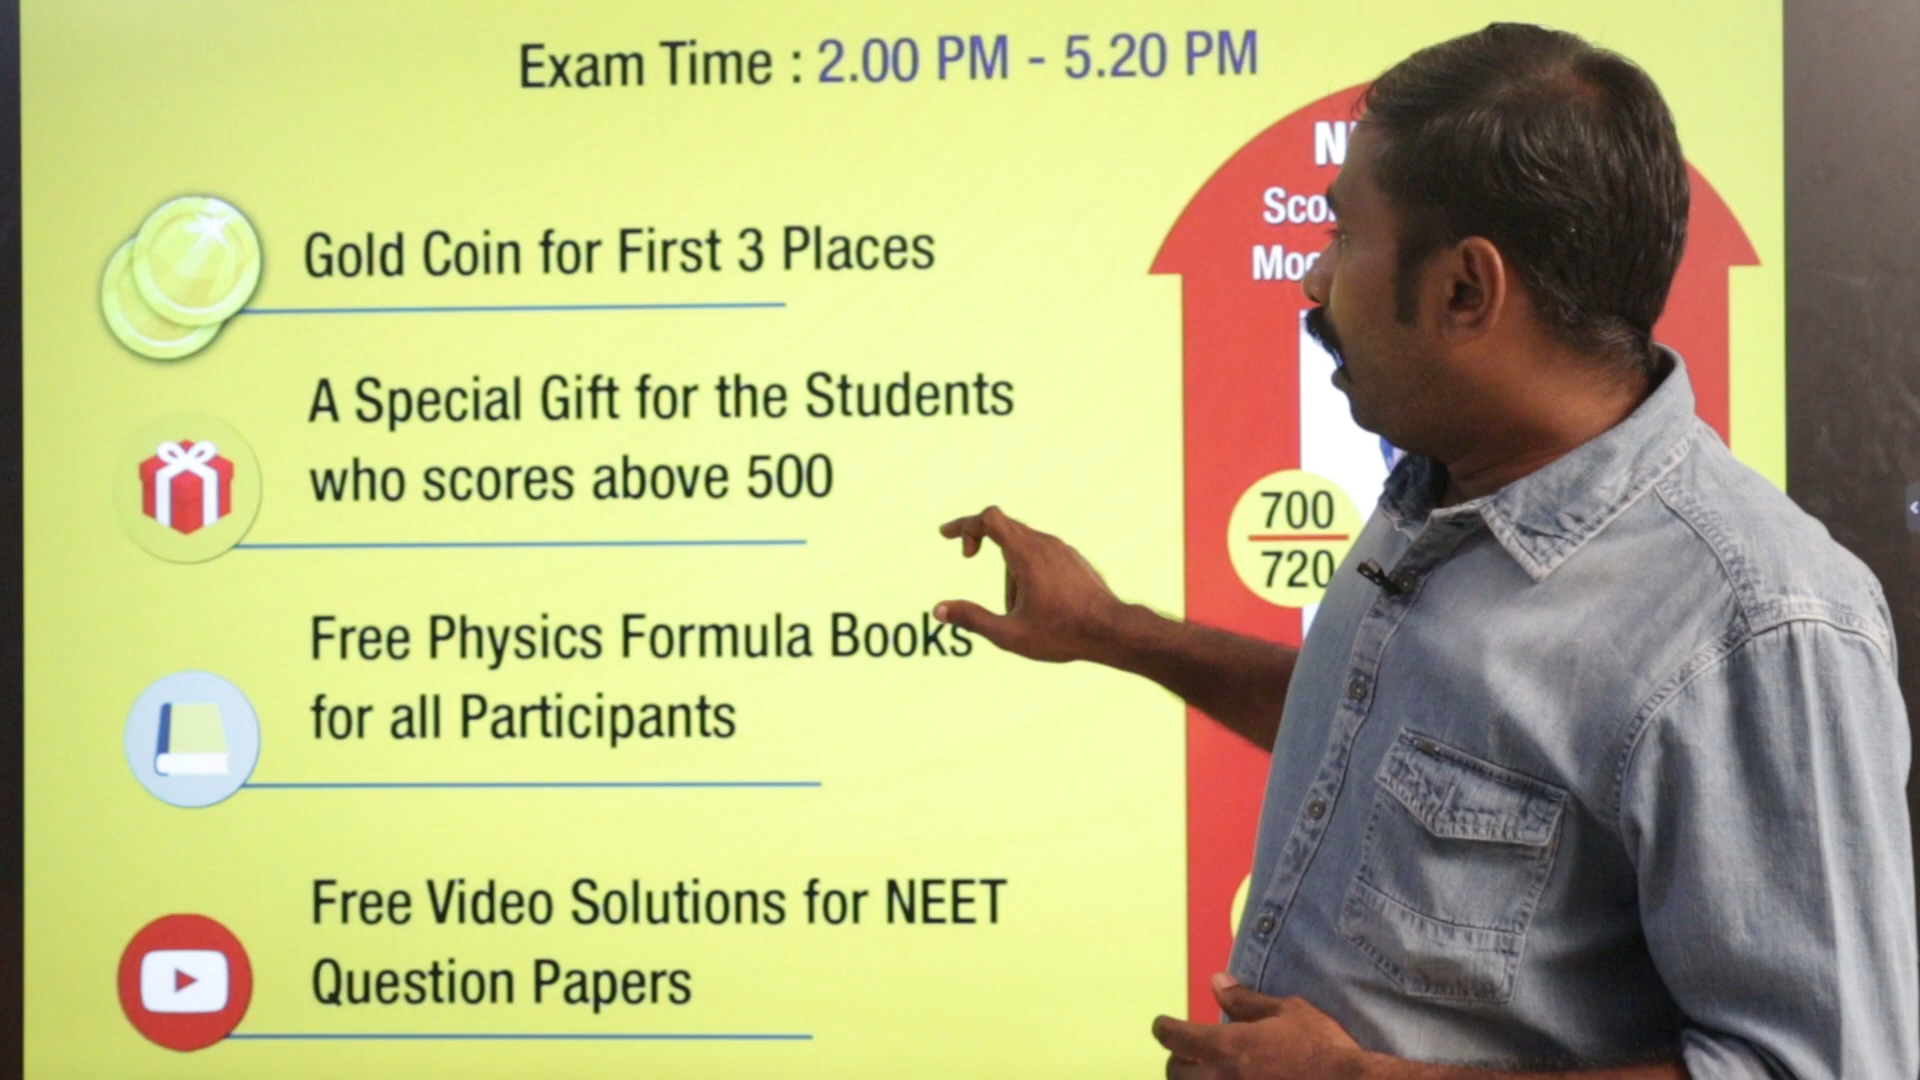 Exam Time : 2.00 PM - 5.20 PM
Gold Coin for First 3 Places
A Special Gift for the Students
who scores above 500
Free Physics Formula Books
for all Participants
Free Video Solutions for NEET
Question Papers
700
720